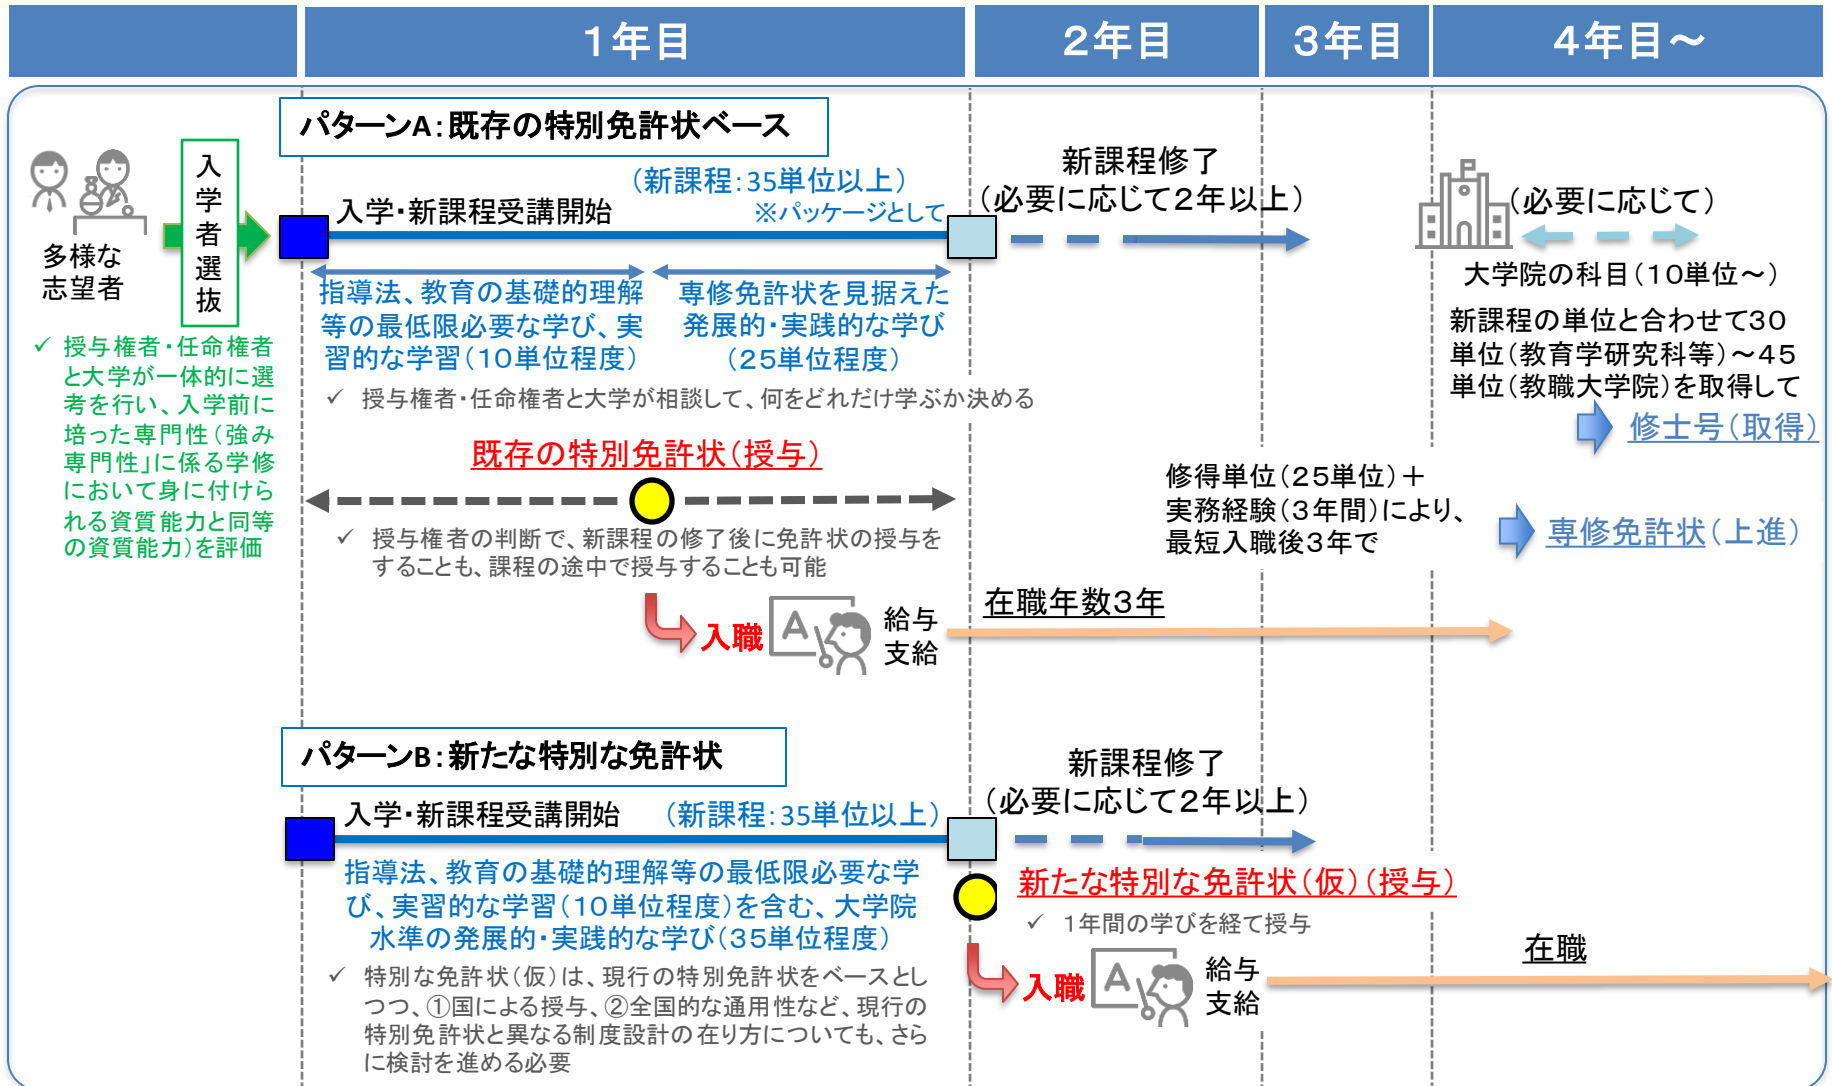 １年目
２年目
３年目
４年目～
パターンA：既存の特別免許状ベース
多様な
志望者
入学者選抜
✓ 授与権者・任命権者
と大学が一体的に選
考を行い、入学前に
培った専門性（強み
専門性」に係る学修
において身に付けら
れる資質能力と同等
の資質能力）を評価
入学・新課程受講開始
（新課程：35単位以上）
※パッケージとして
指導法、教育の基礎的理解
等の最低限必要な学び、実
習的な学習（１０単位程度）
専修免許状を見据えた
発展的・実践的な学び
（２５単位程度）
✓ 授与権者・任命権者と大学が相談して、何をどれだけ学ぶか決める
新課程修了
（必要に応じて２年以上）
（必要に応じて）
大学院の科目（１０単位～）
新課程の単位と合わせて３０
単位（教育学研究科等）～４５
単位（教職大学院）を取得して
修士号（取得）
既存の特別免許状（授与）
✓ 授与権者の判断で、新課程の修了後に免許状の授与を
することも、課程の途中で授与することも可能
修得単位（２５単位）＋
実務経験（３年間）により、
最短入職後３年で
専修免許状（上進）
入職
A
給与
支給
在職年数３年
パターンB：新たな特別な免許状
入学・新課程受講開始
（新課程：35単位以上）
指導法、教育の基礎的理解等の最低限必要な学
び、実習的な学習（１０単位程度）を含む、大学院
水準の発展的・実践的な学び（３５単位程度）
✓ 特別な免許状（仮）は、現行の特別免許状をベースとし
つつ、①国による授与、②全国的な通用性など、現行の
特別免許状と異なる制度設計の在り方についても、さら
に検討を進める必要
新課程修了
（必要に応じて２年以上）
新たな特別な免許状（仮）（授与）
✓ １年間の学びを経て授与
入職
A
給与
支給
在職